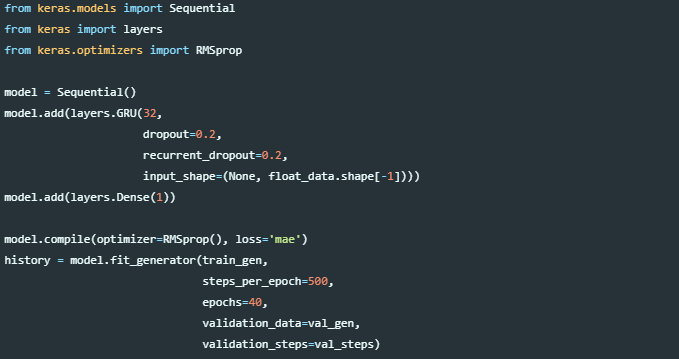 from keras.models import Sequential
from keras import layers
from keras.optimizers import RMSprop

model = Sequential()
model.add(layers.GRU(32,
                     dropout=0.2,
                     recurrent_dropout=0.2,
                     input_shape=(None, float_data.shape[-1])))
model.add(layers.Dense(1))

model.compile(optimizer=RMSprop(), loss='mae')
history = model.fit_generator(train_gen,
                              steps_per_epoch=500,
                              epochs=40,
                              validation_data=val_gen,
                              validation_steps=val_steps)